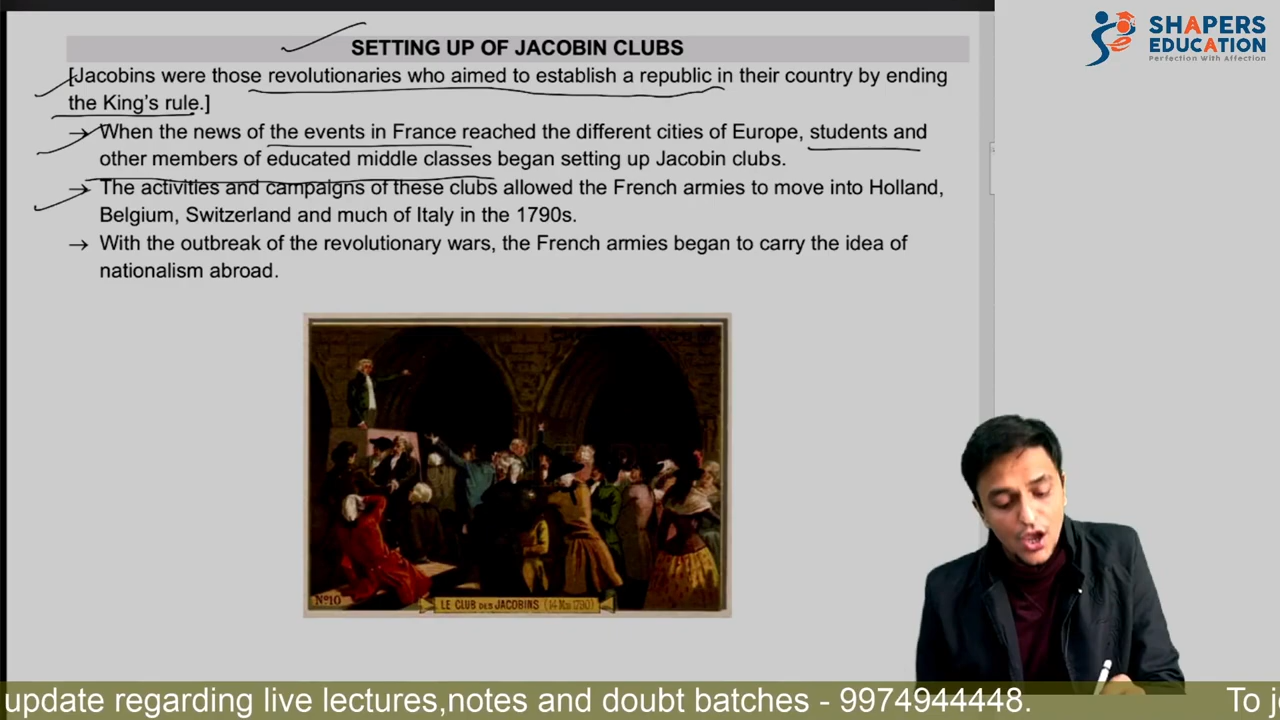 SHAPERS
EDUCATION
Perfection With Affection
SETTING UP OF JACOBIN CLUBS
[Jacobins were those revolutionaries who aimed to establish a republic in their country by ending
the King's rule.]
→ When the news of the events in France reached the different cities of Europe, students and
other members of educated middle classes began setting up Jacobin clubs.
→ The activities and campaigns of these clubs allowed the French armies to move into Holland,
Belgium, Switzerland and much of Italy in the 1790s.
→ With the outbreak of the revolutionary wars, the French armies began to carry the idea of
nationalism abroad.
No 10
LE CLUB DES JACOBINS
update regarding live lectures,notes and doubt batches - 9974944448. To